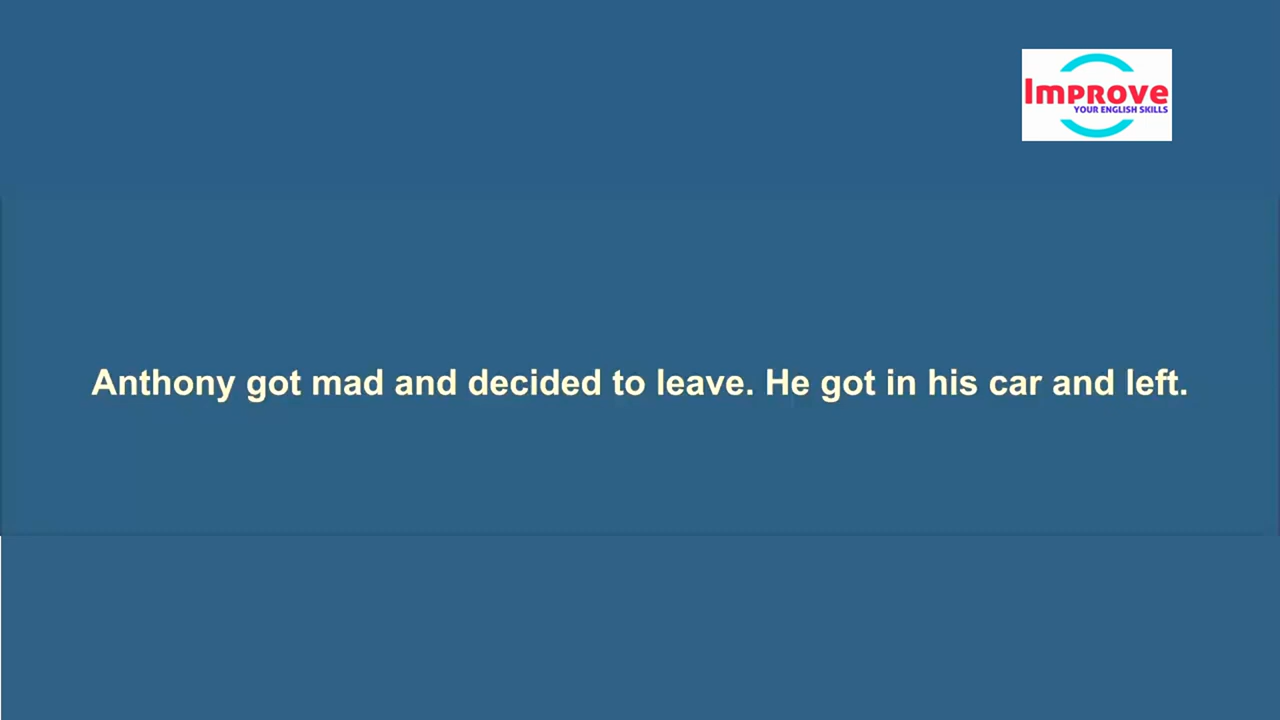 Improve
YOUR ENGLISH SKILLS
Anthony got mad and decided to leave. He got in his car and left.